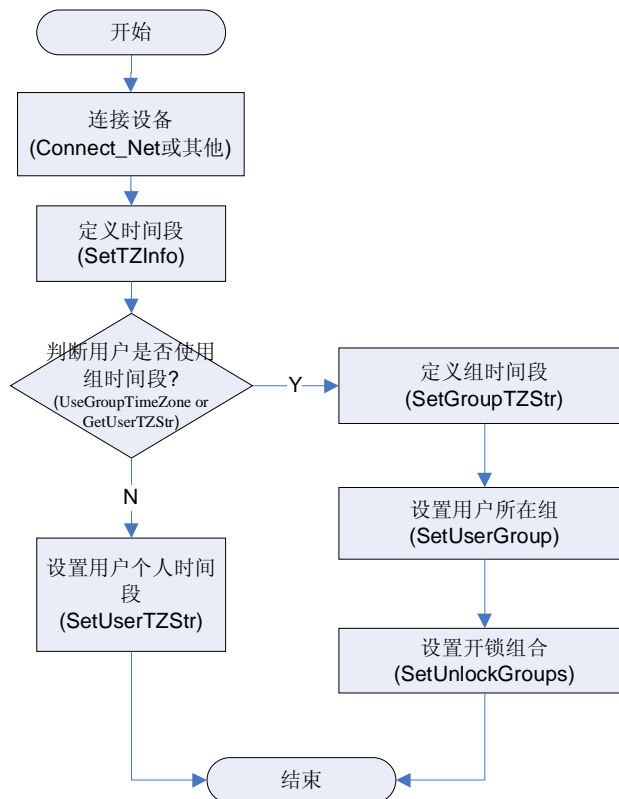 开始
连接设备
(Connect_Net或其他)
定义时间段
(SetTZInfo)
判断用户是否使用
组时间段?
(UseGroupTimeZone or
GetUserTZStr)
Y
定义组时间段
(SetGroupTZStr)
N
设置用户所在组
(SetUserGroup)
设置用户个人时间
段
(SetUserTZStr)
设置开锁组合
(SetUnlockGroups)
结束